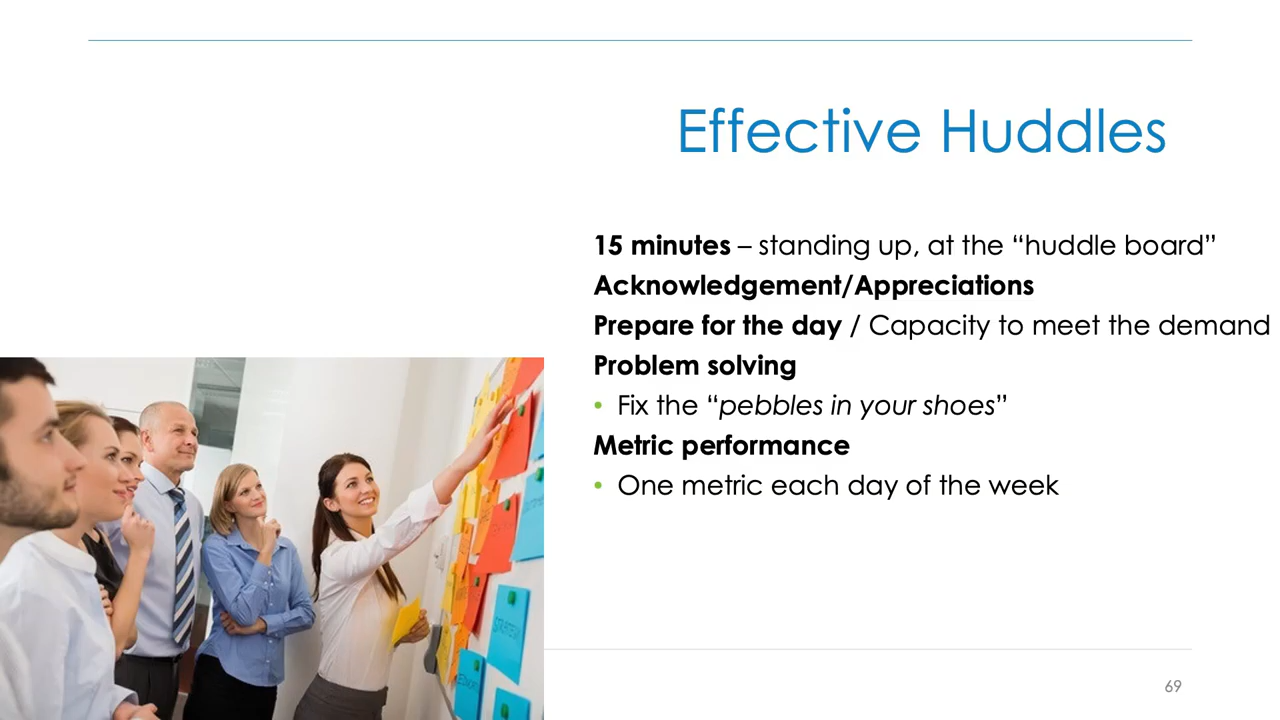 Effective Huddles
15 minutes – standing up, at the “huddle board”
Acknowledgement/Appreciations
Prepare for the day / Capacity to meet the demand
Problem solving
• Fix the “pebbles in your shoes”
Metric performance
• One metric each day of the week
69